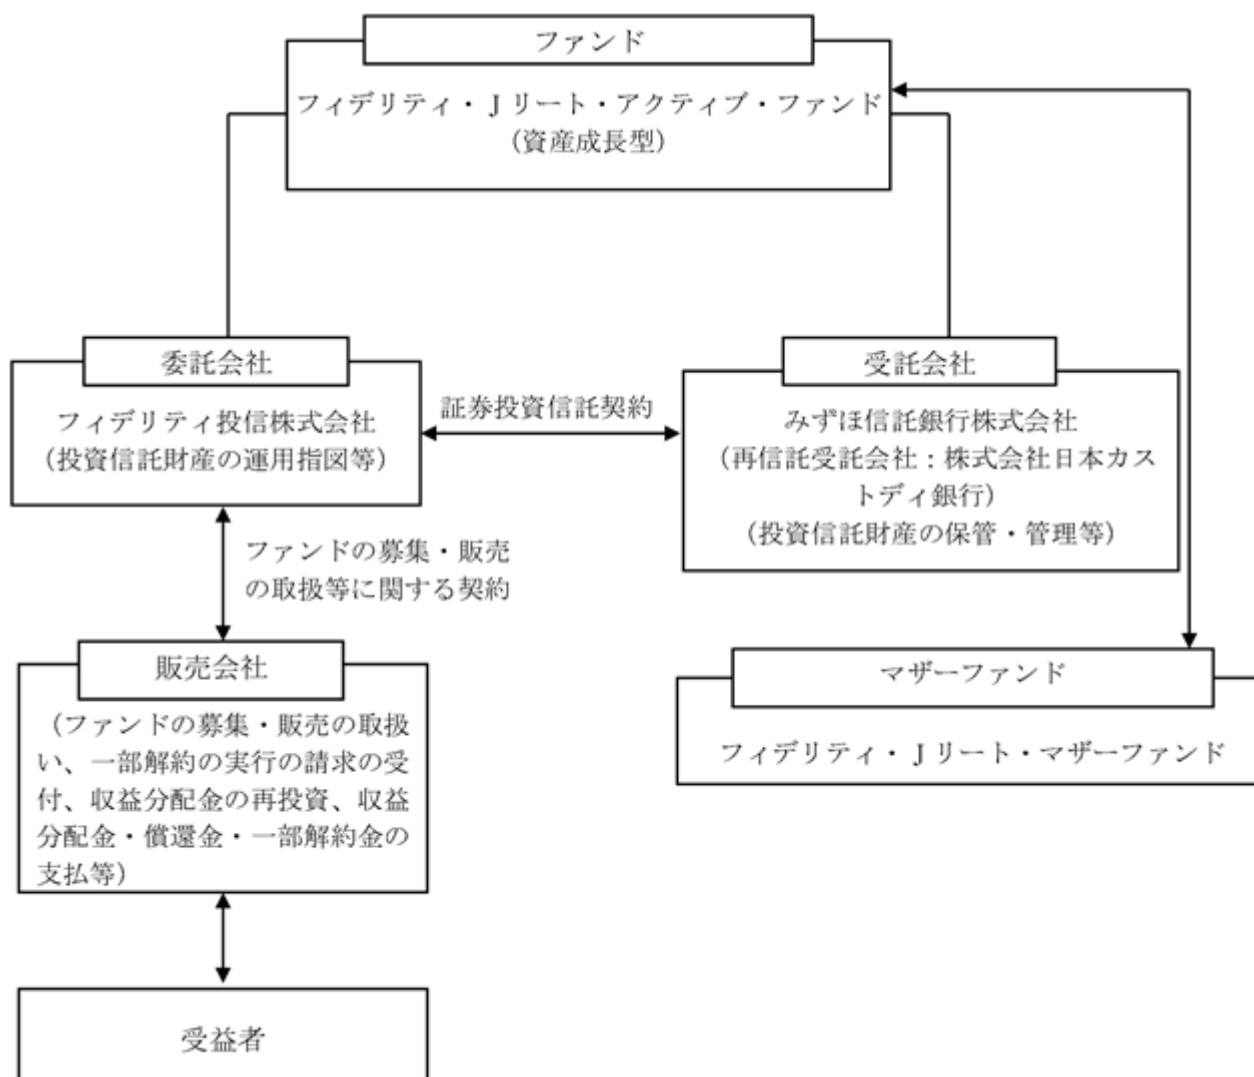 ファンド
フィデリティ・Jリート・アクティブ・ファンド
（資産成長型）
委託会社
フィデリティ投信株式会社
（投資信託財産の運用指図等）
証券投資信託契約
受託会社
みずほ信託銀行株式会社
（再信託受託会社：株式会社日本カス
トディ銀行）
（投資信託財産の保管・管理等）
ファンドの募集・販売
の取扱等に関する契約
販売会社
（ファンドの募集・販売の取扱
い、一部解約の実行の請求の受
付、収益分配金の再投資、収益
分配金・償還金・一部解約金の
支払等）
マザーファンド
フィデリティ・Jリート・マザーファンド
受益者